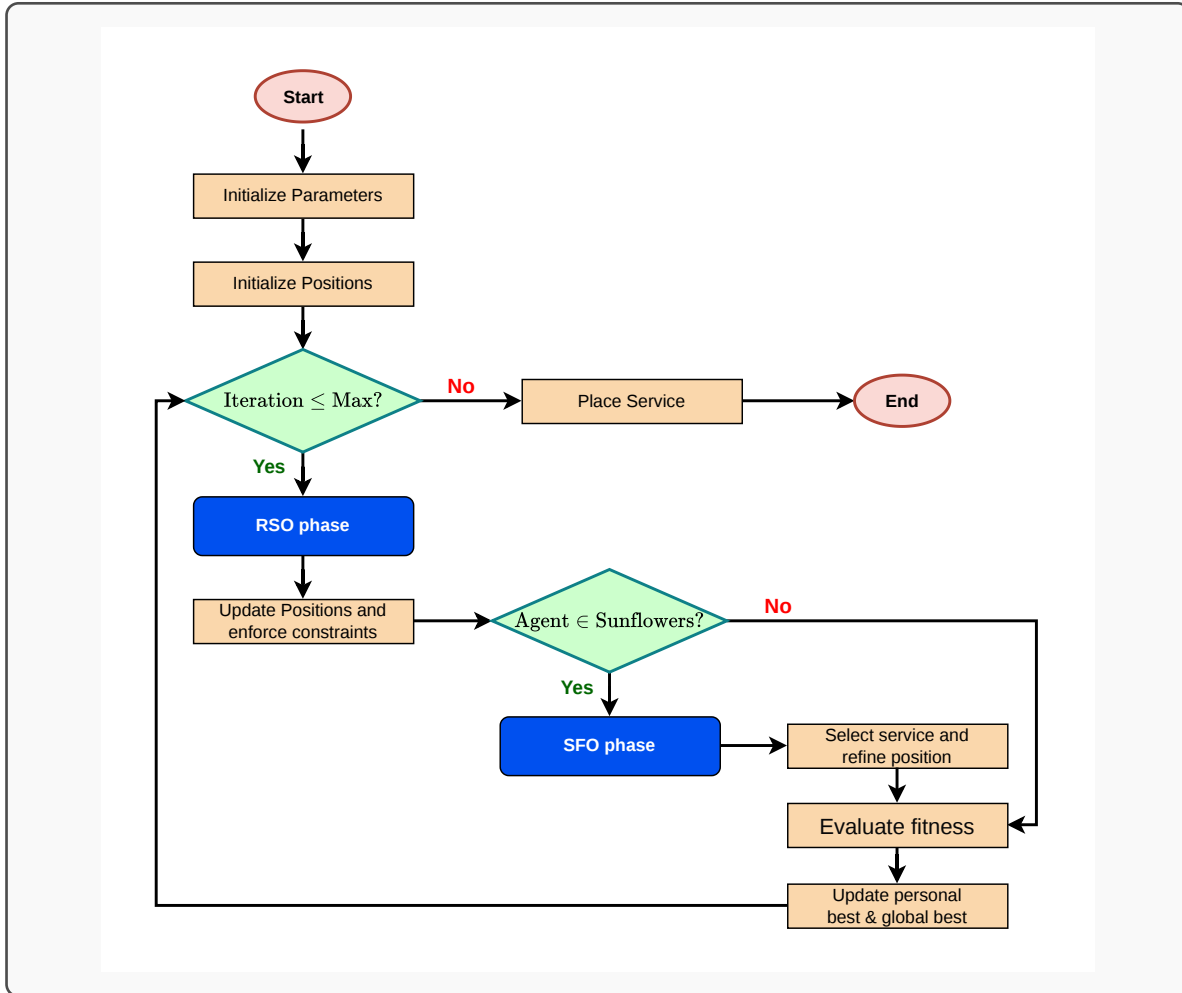 Start
Initialize Parameters
Initialize Positions
Iteration ≤ Max?
No
Place Service
End
Yes
RSO phase
Update Positions and
enforce constraints
Agent ∈ Sunflowers?
No
Yes
SFO phase
Select service and
refine position
Evaluate fitness
Update personal
best & global best